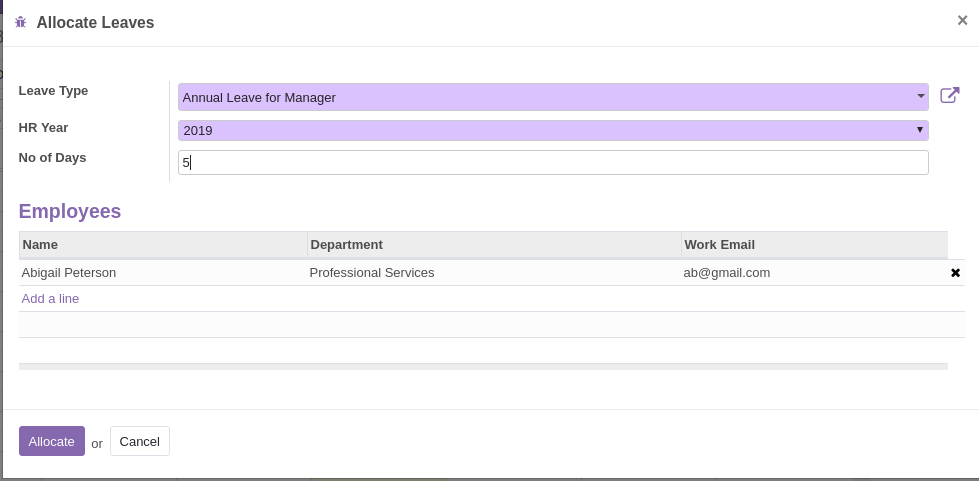 Allocate Leaves
×
Leave Type
Annual Leave for Manager
HR Year
2019
No of Days
5
Employees
Name Department Work Email
Abigail Peterson Professional Services ab@gmail.com
Add a line
Allocate or Cancel